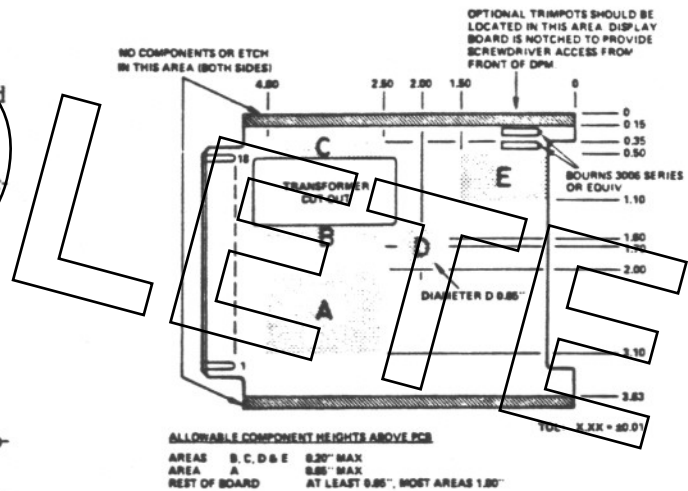 OPTIONAL TRIMPOTS SHOULD BE
LOCATED IN THIS AREA DISPLAY
BOARD IS NOTCHED TO PROVIDE
SCREWDRIVER ACCESS FROM
FRONT OF DPM.
NO COMPONENTS OR ETCH
IN THIS AREA (BOTH SIDES)
4.80 2.50 2.00 1.50 0
0
0.15
0.35
0.50
C
18
E
TRANSFORMER
CUT OUT
BOURNS 3006 SERIES
OR EQUIV
1.10
B
D
1.60
2.00
DIAMETER D 0.85"
A
3.10
1
3.63
TOL X.XX = ±0.01
LETE
ALLOWABLE COMPONENT HEIGHTS ABOVE PCB
AREAS B, C, D & E 0.20" MAX
AREA A 0.85" MAX
REST OF BOARD AT LEAST 0.85", MOST AREAS 1.00"